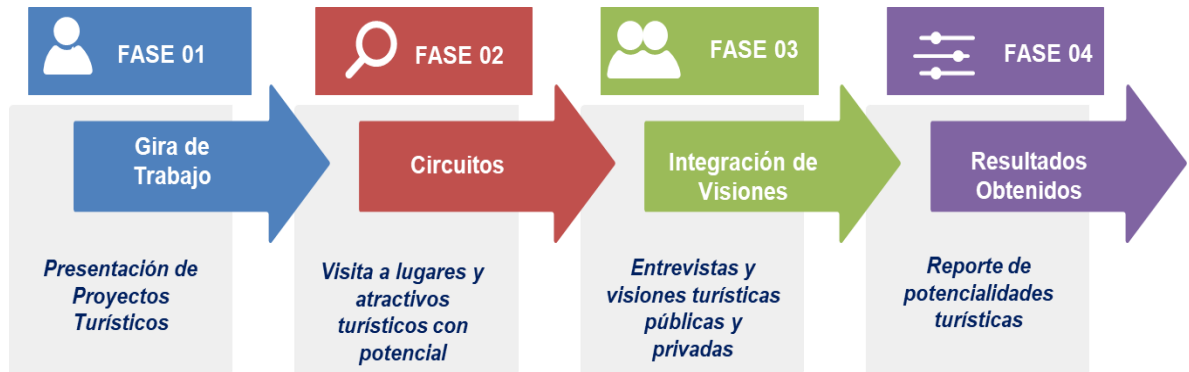 FASE 01
Gira de
Trabajo
Presentación de
Proyectos
Turísticos
FASE 02
Circuitos
Visita a lugares y
atractivos
turísticos con
potencial
FASE 03
Integración de
Visiones
Entrevistas y
visiones turísticas
públicas y
privadas
FASE 04
Resultados
Obtenidos
Reporte de
potencialidades
turísticas